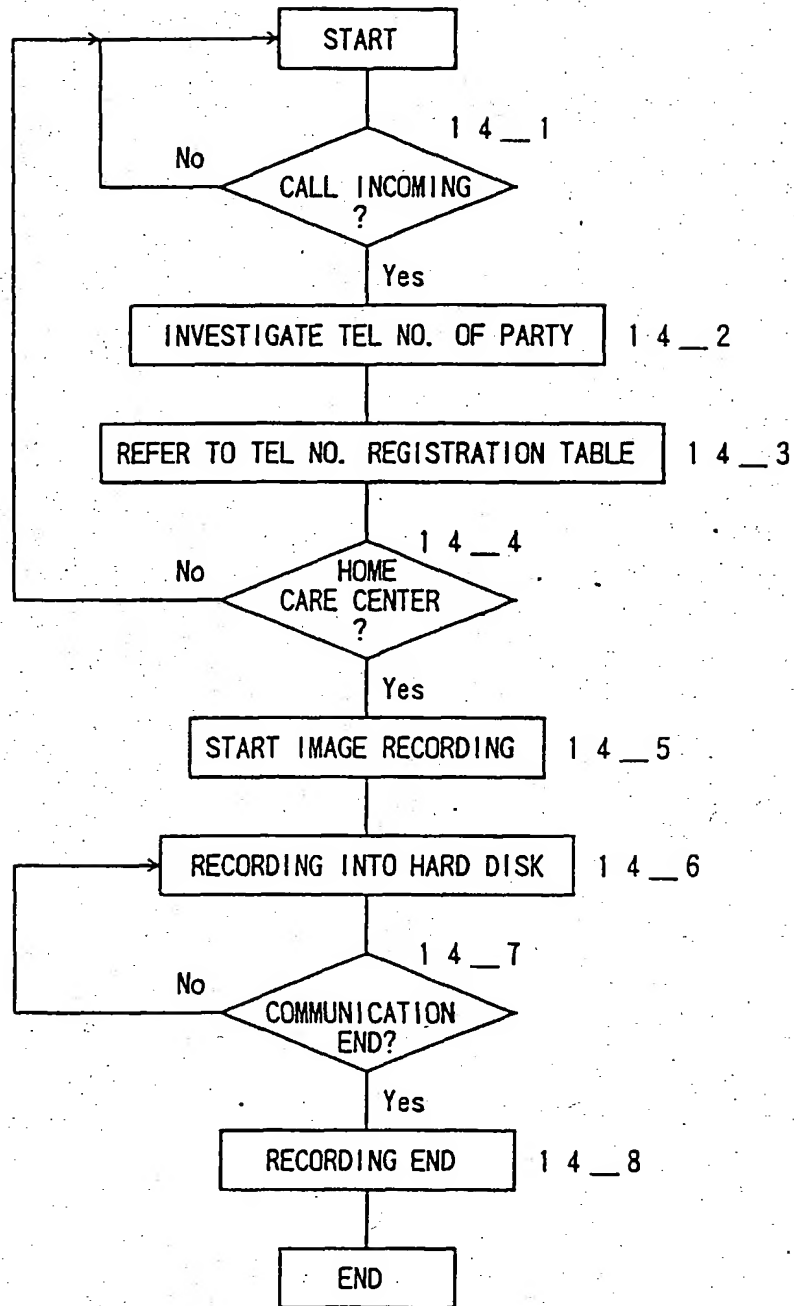 START
14_1
No
CALL INCOMING
?
Yes
INVESTIGATE TEL NO. OF PARTY 14_2
REFER TO TEL NO. REGISTRATION TABLE 14_3
14_4
No
HOME
CARE CENTER
?
Yes
START IMAGE RECORDING 14_5
RECORDING INTO HARD DISK 14_6
14_7
No
COMMUNICATION
END?
Yes
RECORDING END 14_8
END